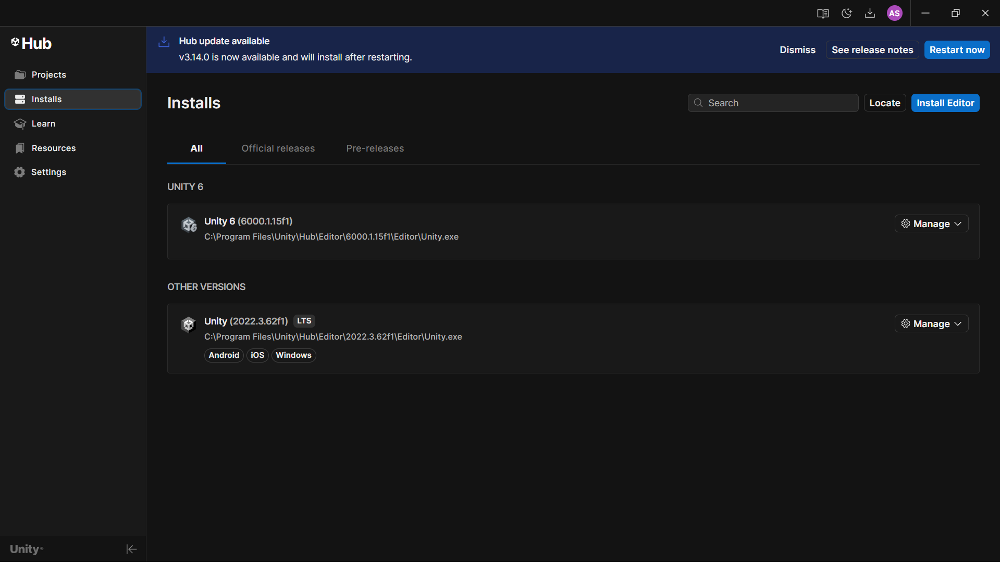 AS
Hub
Hub update available
v3.14.0 is now available and will install after restarting.
Dismiss
See release notes
Restart now
Projects
Installs
Learn
Resources
Settings
Installs
Search
Locate
Install Editor
All
Official releases
Pre-releases
UNITY 6
Unity 6 (6000.1.15f1)
C:\Program Files\Unity\Hub\Editor\6000.1.15f1\Editor\Unity.exe
Manage
OTHER VERSIONS
Unity (2022.3.62f1) LTS
C:\Program Files\Unity\Hub\Editor\2022.3.62f1\Editor\Unity.exe
Android iOS Windows
Manage
Unity®